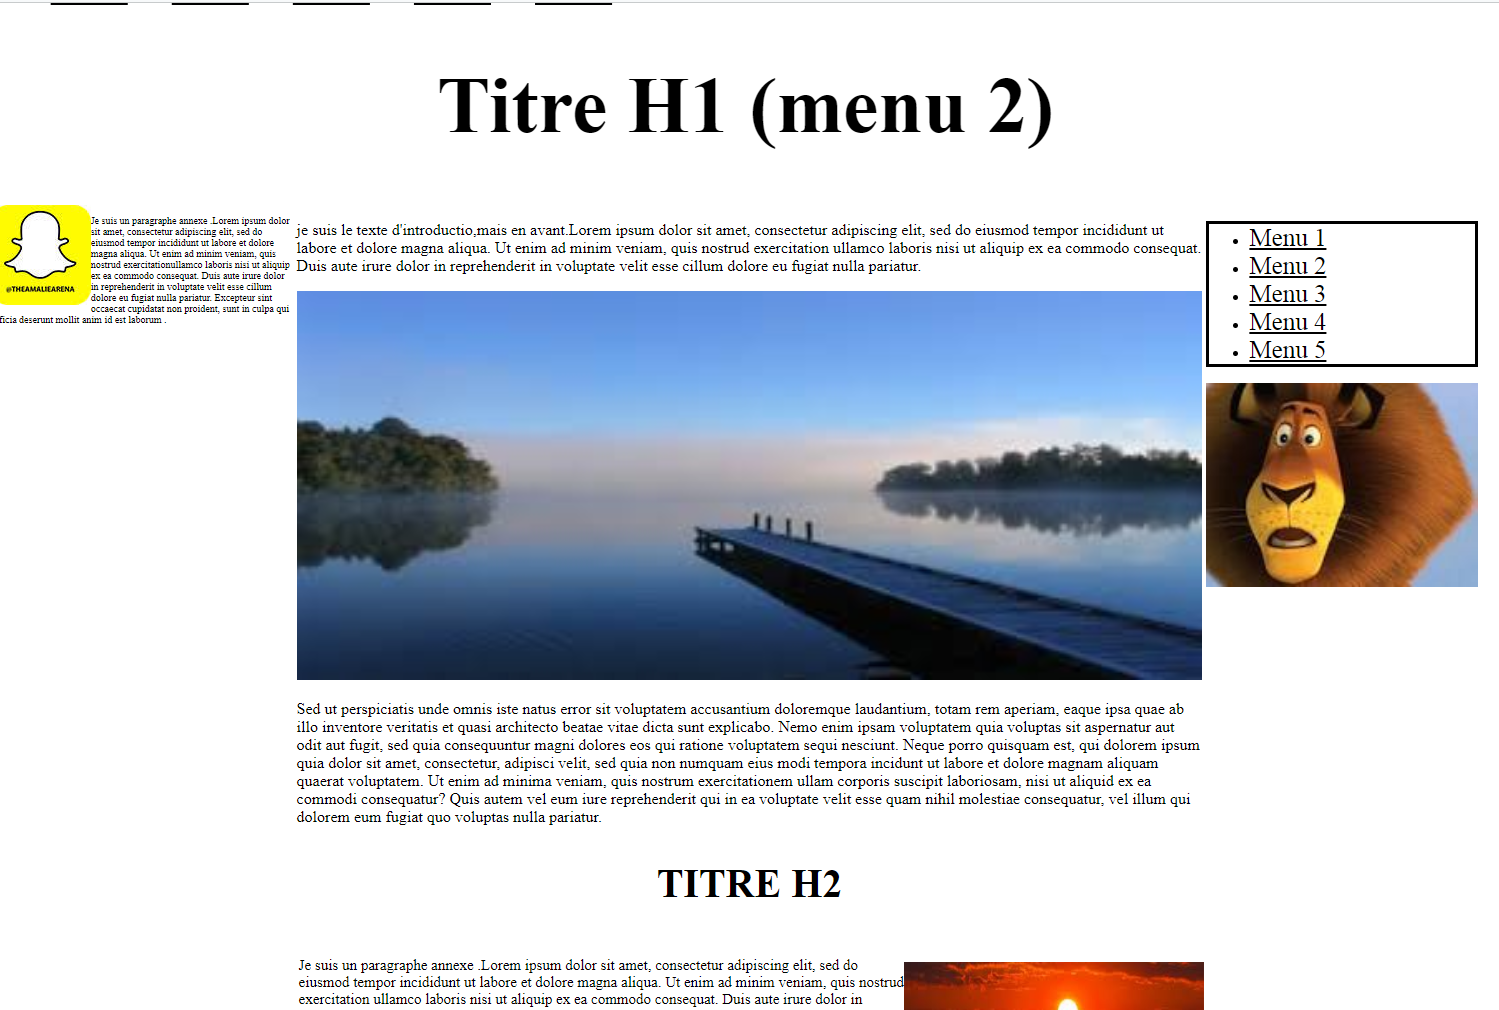 Titre H1 (menu 2)
@THEAMALIEARENA
Je suis un paragraphe annexe .Lorem ipsum dolor
sit amet, consectetur adipiscing elit, sed do
eiusmod tempor incididunt ut labore et dolore
magna aliqua. Ut enim ad minim veniam, quis
nostrud exercitationullamco laboris nisi ut aliquip
ex ea commodo consequat. Duis aute irure dolor
in reprehenderit in voluptate velit esse cillum
dolore eu fugiat nulla pariatur. Excepteur sint
occaecat cupidatat non proident, sunt in culpa qui
ficia deserunt mollit anim id est laborum .
je suis le texte d'introductio,mais en avant.Lorem ipsum dolor sit amet, consectetur adipiscing elit, sed do eiusmod tempor incididunt ut
labore et dolore magna aliqua. Ut enim ad minim veniam, quis nostrud exercitation ullamco laboris nisi ut aliquip ex ea commodo consequat.
Duis aute irure dolor in reprehenderit in voluptate velit esse cillum dolore eu fugiat nulla pariatur.
Menu 1
Menu 2
Menu 3
Menu 4
Menu 5
Sed ut perspiciatis unde omnis iste natus error sit voluptatem accusantium doloremque laudantium, totam rem aperiam, eaque ipsa quae ab
illo inventore veritatis et quasi architecto beatae vitae dicta sunt explicabo. Nemo enim ipsam voluptatem quia voluptas sit aspernatur aut
odit aut fugit, sed quia consequuntur magni dolores eos qui ratione voluptatem sequi nesciunt. Neque porro quisquam est, qui dolorem ipsum
quia dolor sit amet, consectetur, adipisci velit, sed quia non numquam eius modi tempora incidunt ut labore et dolore magnam aliquam
quaerat voluptatem. Ut enim ad minima veniam, quis nostrum exercitationem ullam corporis suscipit laboriosam, nisi ut aliquid ex ea
commodi consequatur? Quis autem vel eum iure reprehenderit qui in ea voluptate velit esse quam nihil molestiae consequatur, vel illum qui
dolorem eum fugiat quo voluptas nulla pariatur.
TITRE H2
Je suis un paragraphe annexe .Lorem ipsum dolor sit amet, consectetur adipiscing elit, sed do
eiusmod tempor incididunt ut labore et dolore magna aliqua. Ut enim ad minim veniam, quis nostrud
exercitation ullamco laboris nisi ut aliquip ex ea commodo consequat. Duis aute irure dolor in